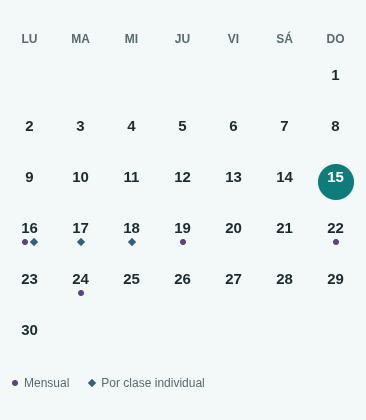 LU MA MI JU VI SÁ DO
1
2 3 4 5 6 7 8
9 10 11 12 13 14 15
16 17 18 19 20 21 22
23 24 25 26 27 28 29
30
Mensual Por clase individual